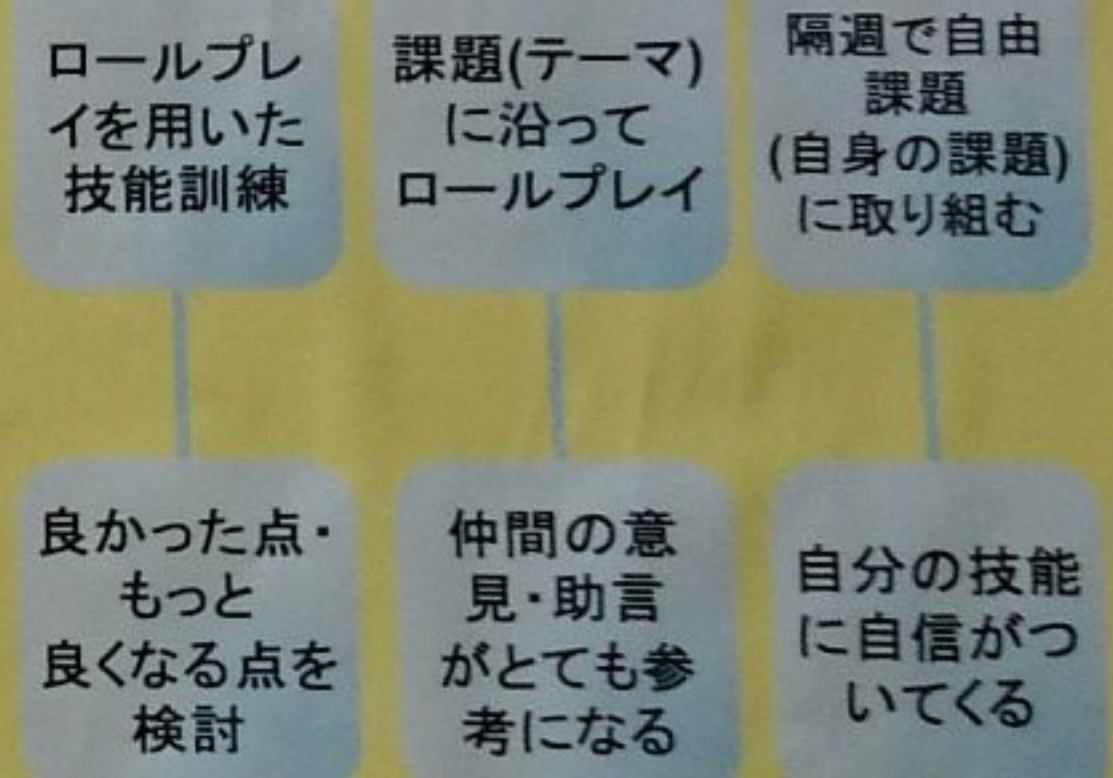 ロールプレ
イを用いた
技能訓練
課題(テーマ)
に沿って
ロールプレイ
隔週で自由
課題
(自身の課題)
に取り組む
良かった点・
もっと
良くなる点を
検討
仲間の意
見・助言
がとても参
考になる
自分の技能
に自信がつ
いてくる